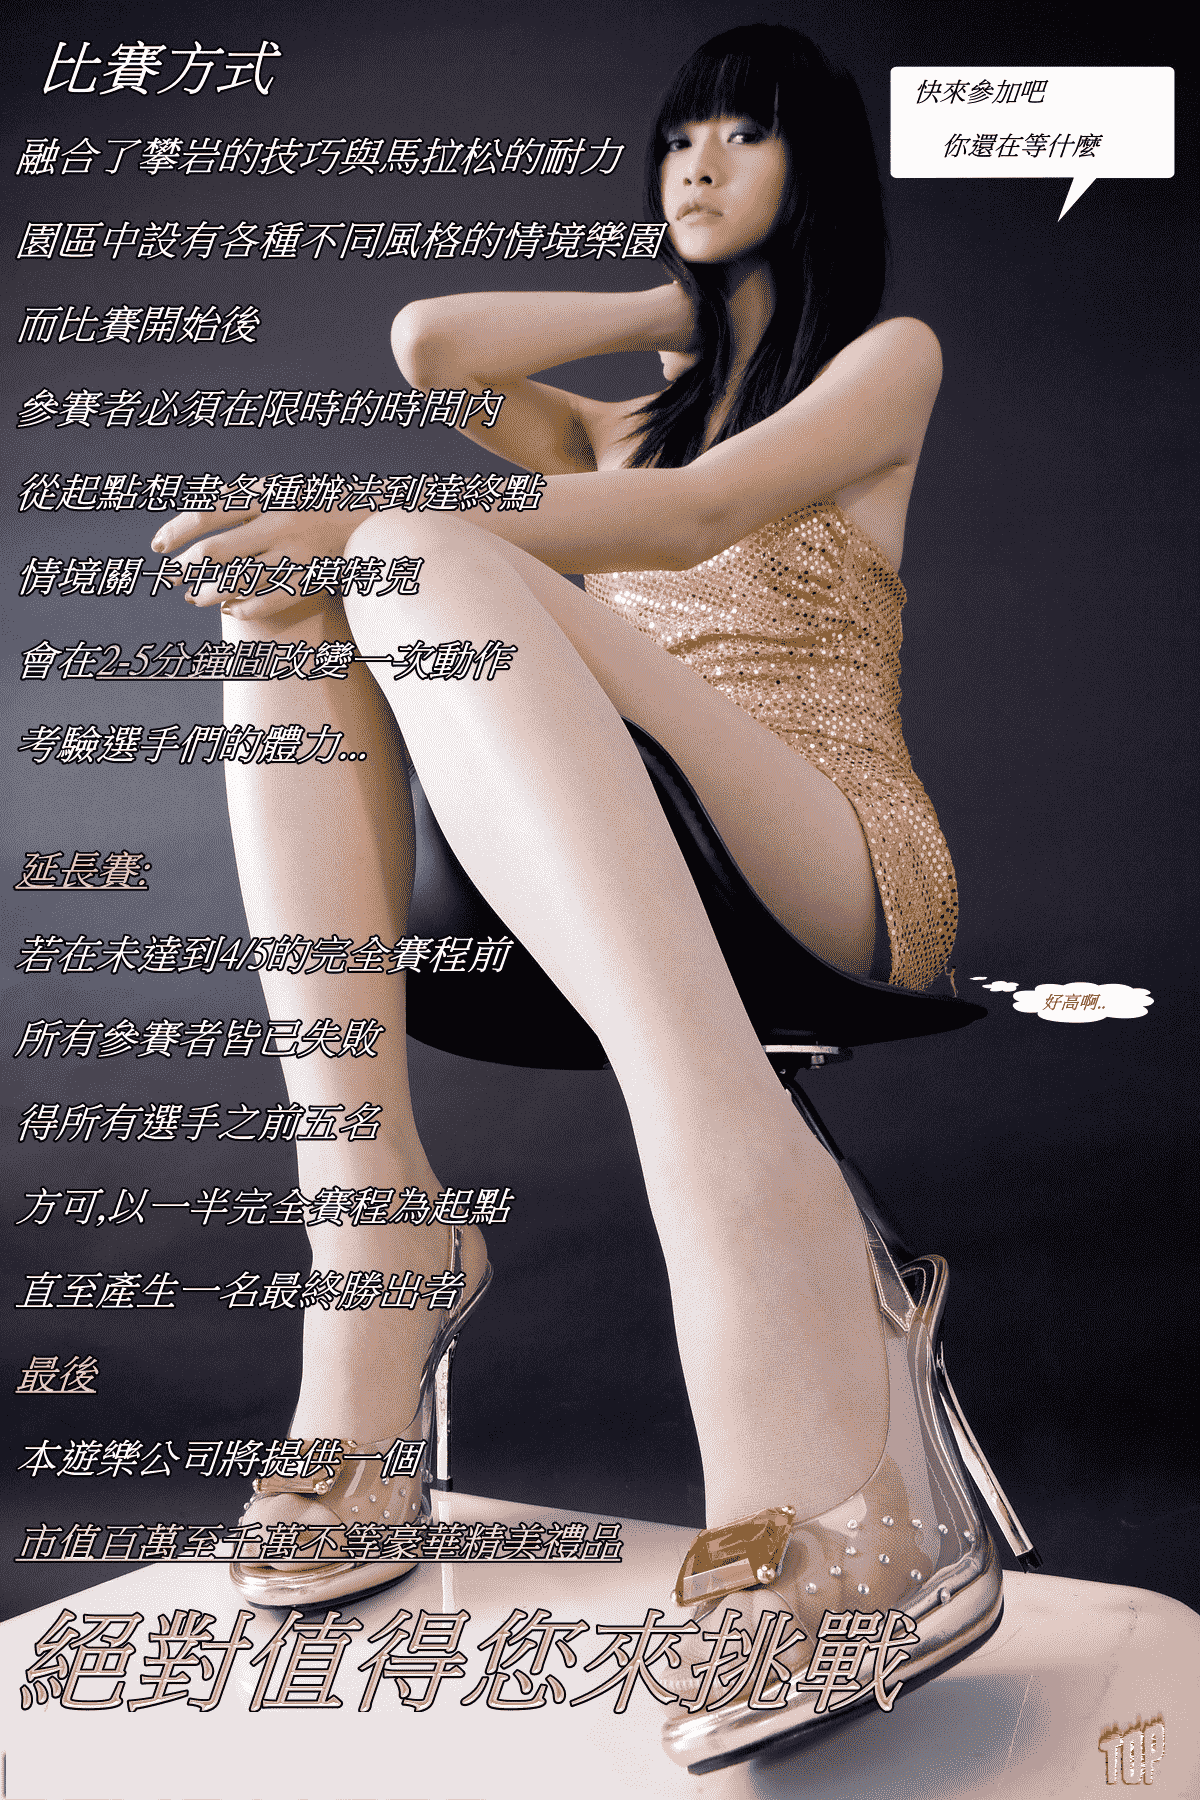 比賽方式
快來參加吧
你還在等什麼
融合了攀岩的技巧與馬拉松的耐力
園區中設有各種不同風格的情境樂園
而比賽開始後
參賽者必須在限時的時間內
從起點想盡各種辦法到達終點
情境關卡中的女模特兒
會在2-5分鐘間改變一次動作
考驗選手們的體力...
延長賽:
若在未達到4/5的完全賽程前
好高啊..
所有參賽者皆已失敗
得所有選手之前五名
方可,以一半完全賽程為起點
直至產生一名最終勝出者
最後
本遊樂公司將提供一個
市值百萬至千萬不等豪華精美禮品
絕對值得您來挑戰
TOP